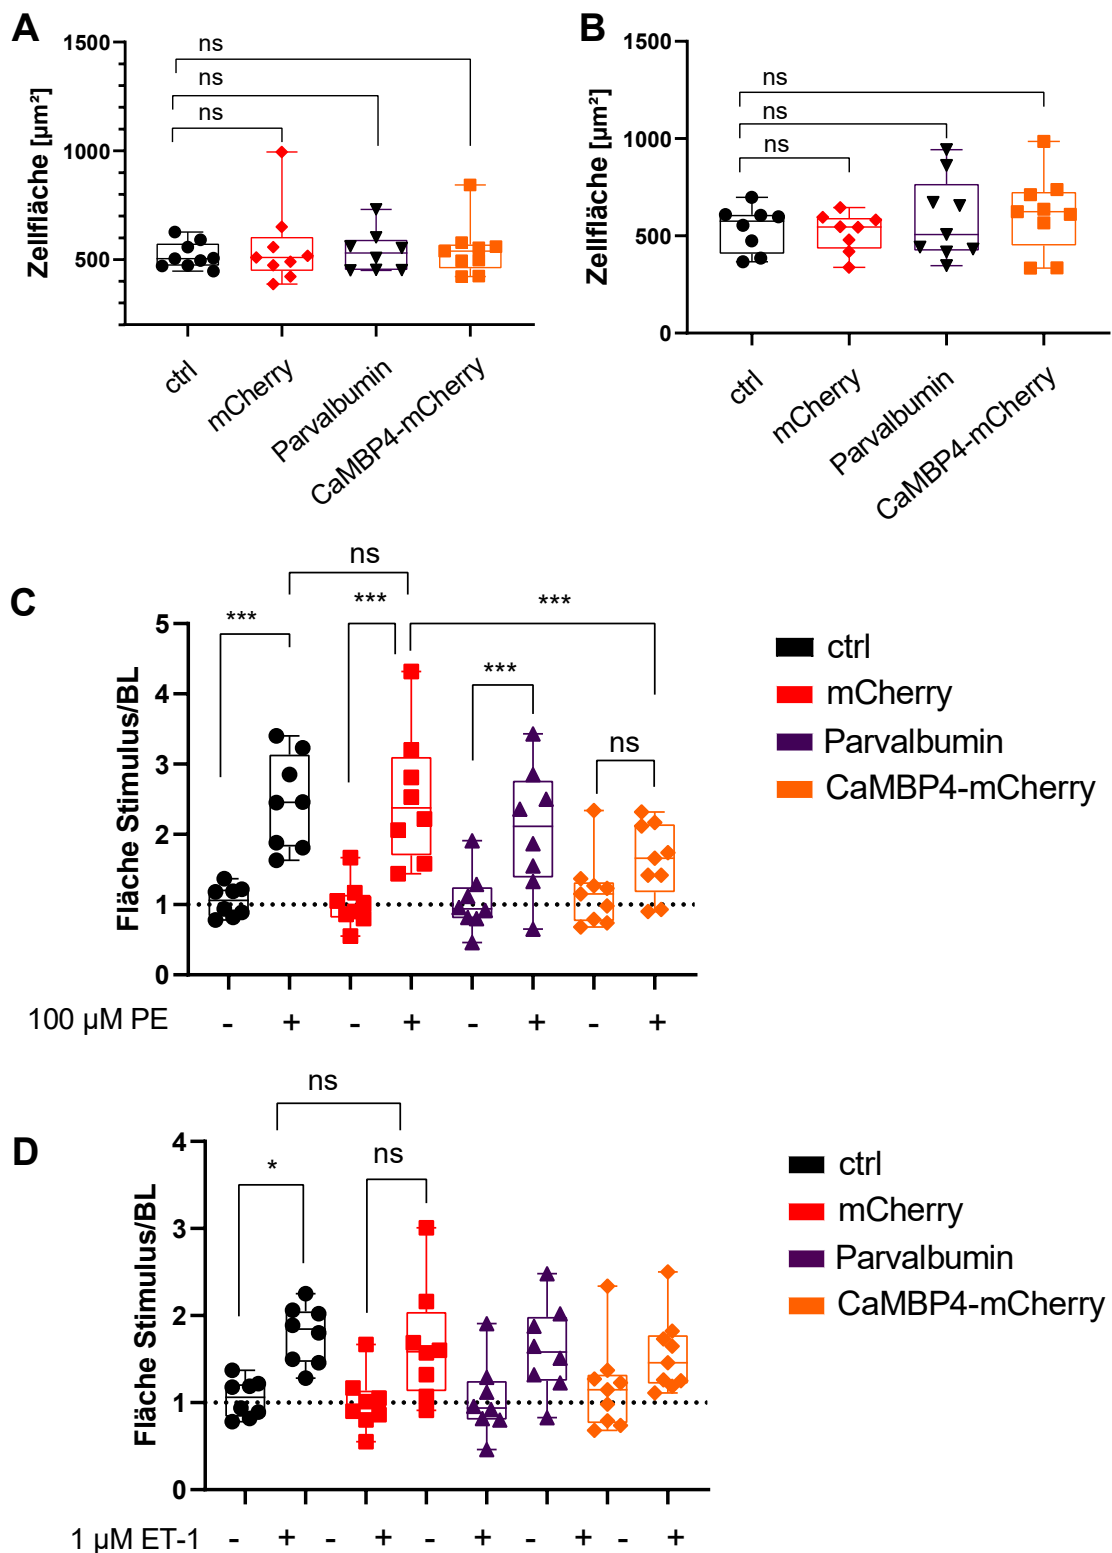 A
Zellfläche [µm²]
1500
1000
500
ns
ns
ns
ctrl
mCherry
Parvalbumin
CaMBP4-mCherry
B
Zellfläche [µm²]
1500
1000
500
0
ns
ns
ns
ctrl
mCherry
Parvalbumin
CaMBP4-mCherry
C
Fläche Stimulus/BL
5
4
3
2
1
0
ns
***
***
***
***
ns
100 µM PE - + - + - + - +
ctrl
mCherry
Parvalbumin
CaMBP4-mCherry
D
Fläche Stimulus/BL
4
3
2
1
0
ns
*
ns
1 µM ET-1 - + - + - + - + - +
ctrl
mCherry
Parvalbumin
CaMBP4-mCherry